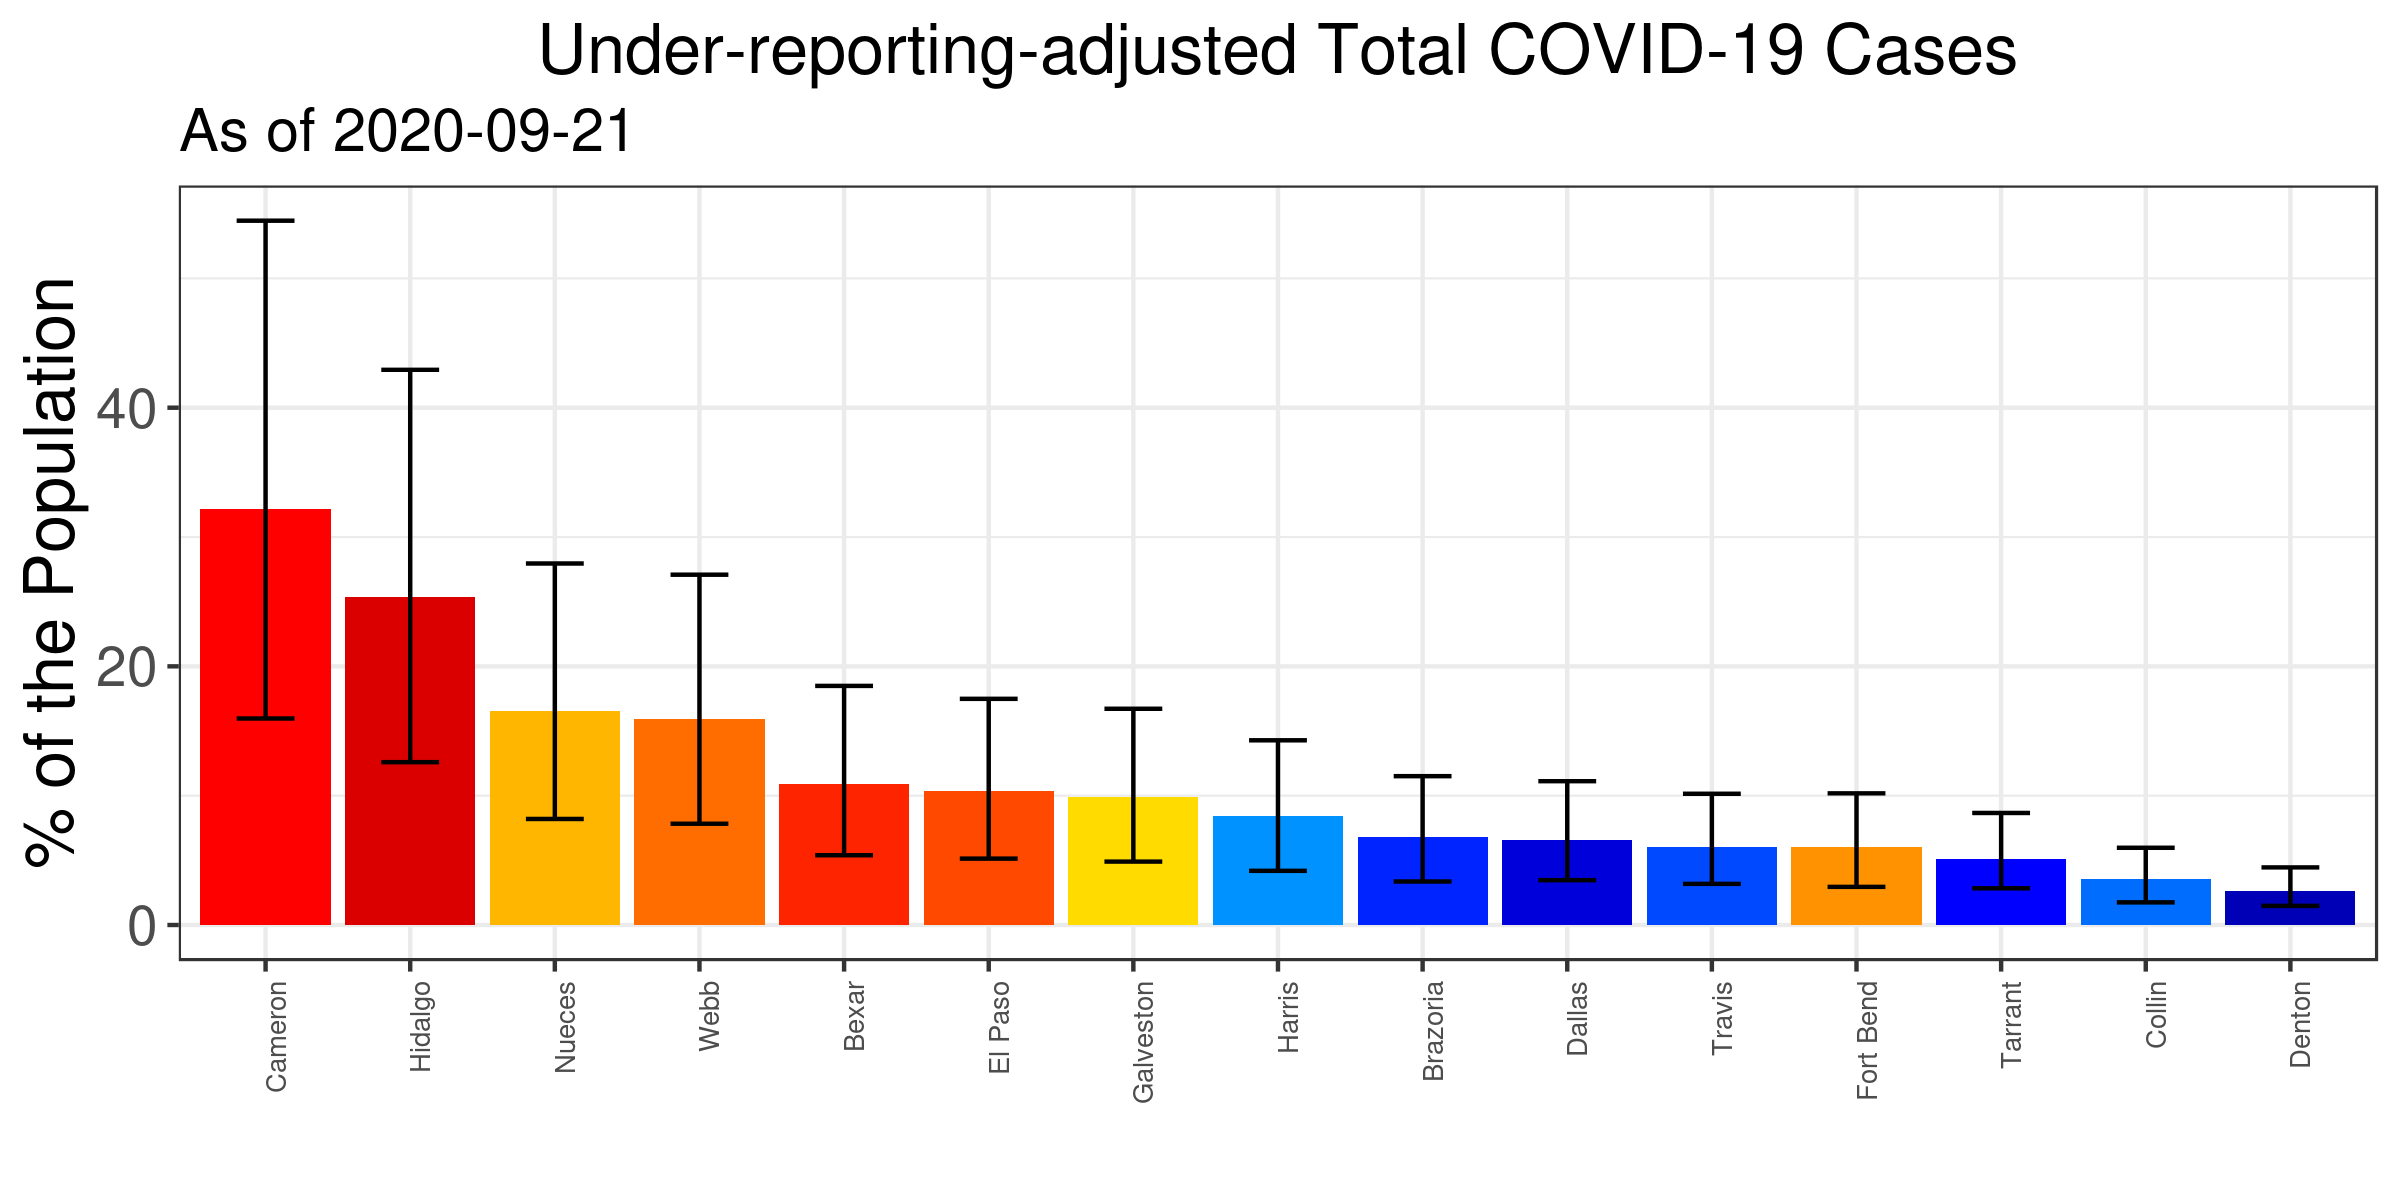 Under-reporting-adjusted Total COVID-19 Cases
As of 2020-09-21
% of the Population
40
20
0
Cameron
Hidalgo
Nueces
Webb
Bexar
El Paso
Galveston
Harris
Brazoria
Dallas
Travis
Fort Bend
Tarrant
Collin
Denton